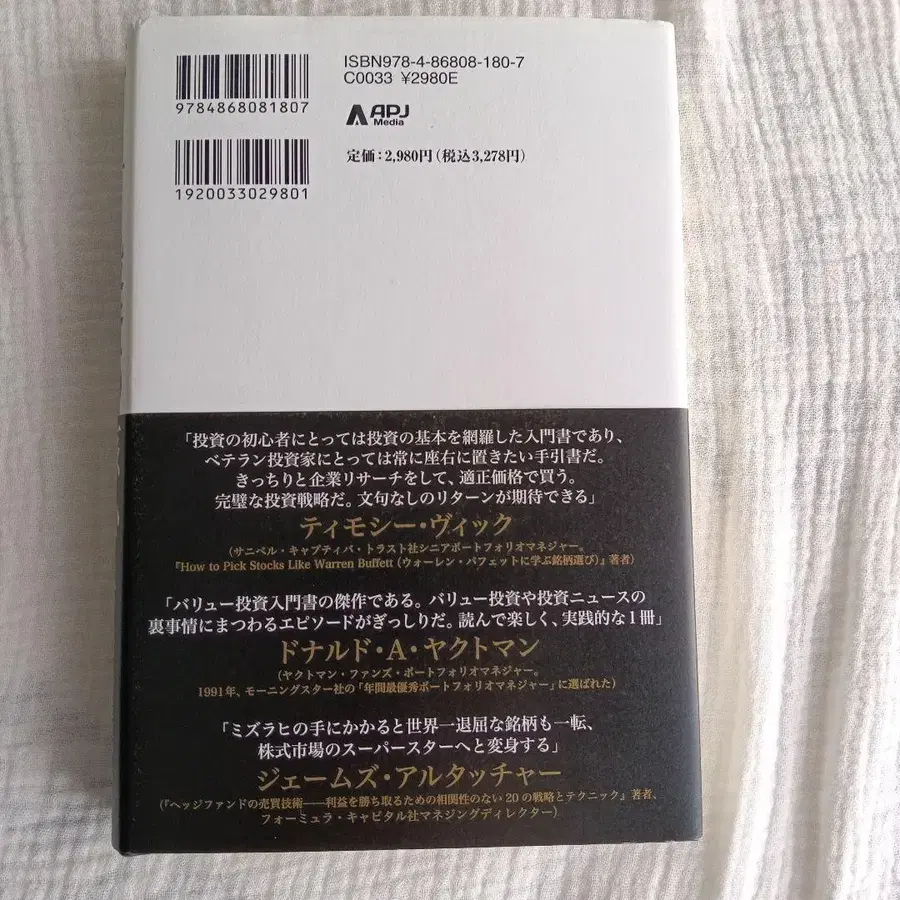 ISBN978-4-86808-180-7
C0033 ¥2980E
9784868081807
APJ
Media
定価：2,980円（税込3,278円）
1920033029801
「投資の初心者にとっては投資の基本を網羅した入門書であり、
ベテラン投資家にとっては常に座右に置きたい手引書だ。
きっちりと企業リサーチをして、適正価格で買う。
完璧な投資戦略だ。文句なしのリターンが期待できる」
ティモシー・ヴィック
（サニベル・キャプティバ・トラスト社シニアポートフォリオマネジャー。
『How to Pick Stocks Like Warren Buffett（ウォーレン・バフェットに学ぶ銘柄選び）』著者）
「バリュー投資入門書の傑作である。バリュー投資や投資ニュースの
裏事情にまつわるエピソードがぎっしりだ。読んで楽しく、実践的な1冊」
ドナルド・A・ヤクトマン
（ヤクトマン・ファンズ・ポートフォリオマネジャー。
1991年、モーニングスター社の「年間最優秀ポートフォリオマネジャー」に選ばれた）
「ミズラヒの手にかかると世界一退屈な銘柄も一転、
株式市場のスーパースターへと変身する」
ジェームズ・アルタッチャー
（『ヘッジファンドの売買技術――利益を勝ち取るための相関性のない20の戦略とテクニック』著者、
フォーミュラ・キャピタル社マネジングディレクター）